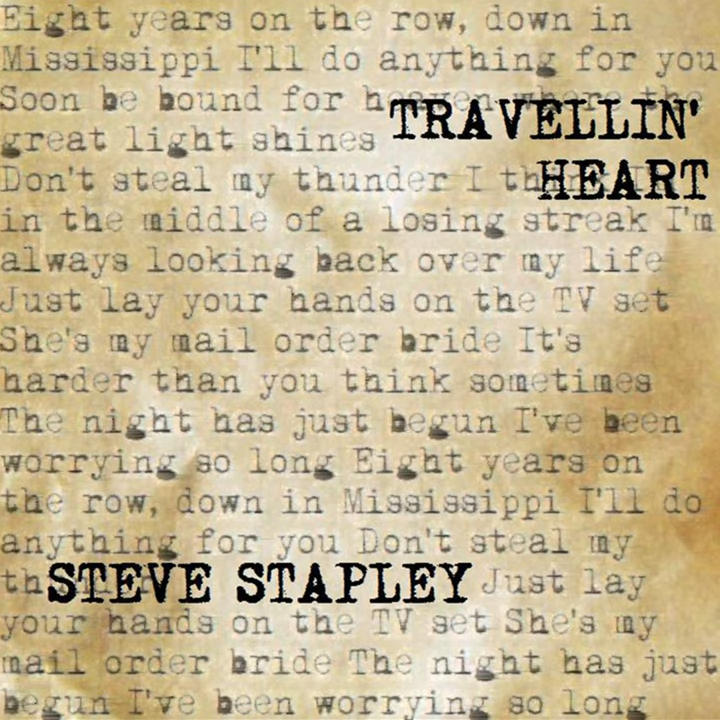 Eight years on the row, down in
Mississippi I'll do anything for you
Soon be bound for heaven where the
TRAVELLIN'
great light shines
Don't steal my thunder I
HEART
in the middle of a losing streak I'm
always looking back over my life
Just lay your hands on the TV set
She's my mail order bride It's
harder than you think sometimes
The night has just begun I've been
worrying so long Eight years on
the row, down in Mississippi I'll do
anything for you Don't steal my
STEVE STAPLEY Just lay
your hands on the TV set She's my
mail order bride The night has just
begun I've been worrying so long